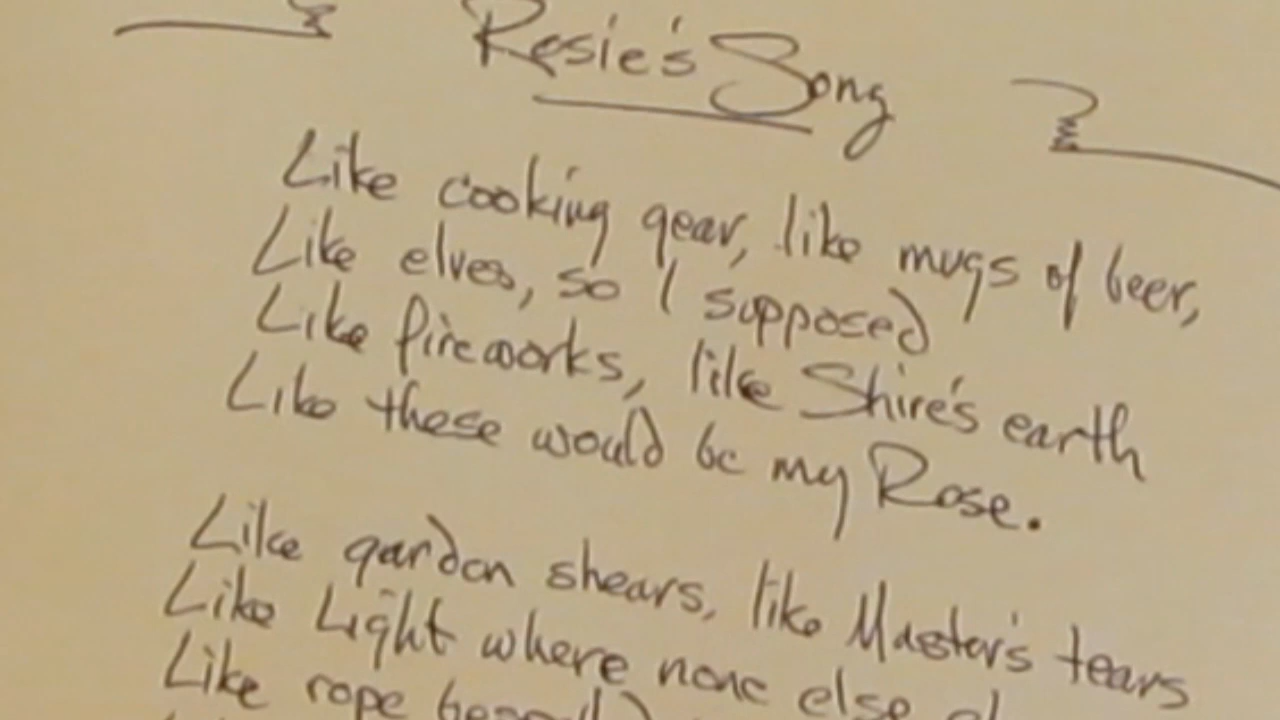 Rosie's Song
Like cooking gear, like mugs of beer,
Like elves, so I supposed
Like fireworks, like Shire's earth
Like these would be my Rose.
Like garden shears, like Master's tears
Like Light where none else
Like rope